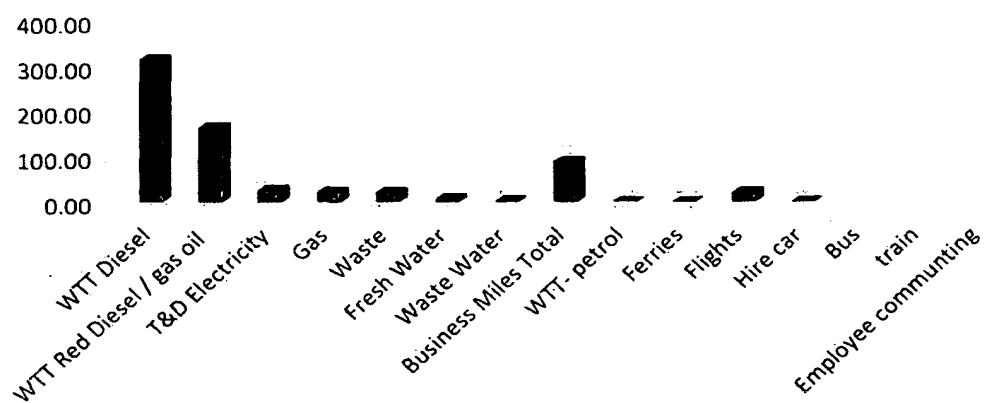 400.00
300.00
200.00
100.00
0.00
WTT Diesel
WTT Red Diesel / gas oil
T&D Electricity
Gas
Waste
Fresh Water
Waste Water
Business Miles Total
WTT- petrol
Ferries
Flights
Hire car
Bus
train
Employee communting